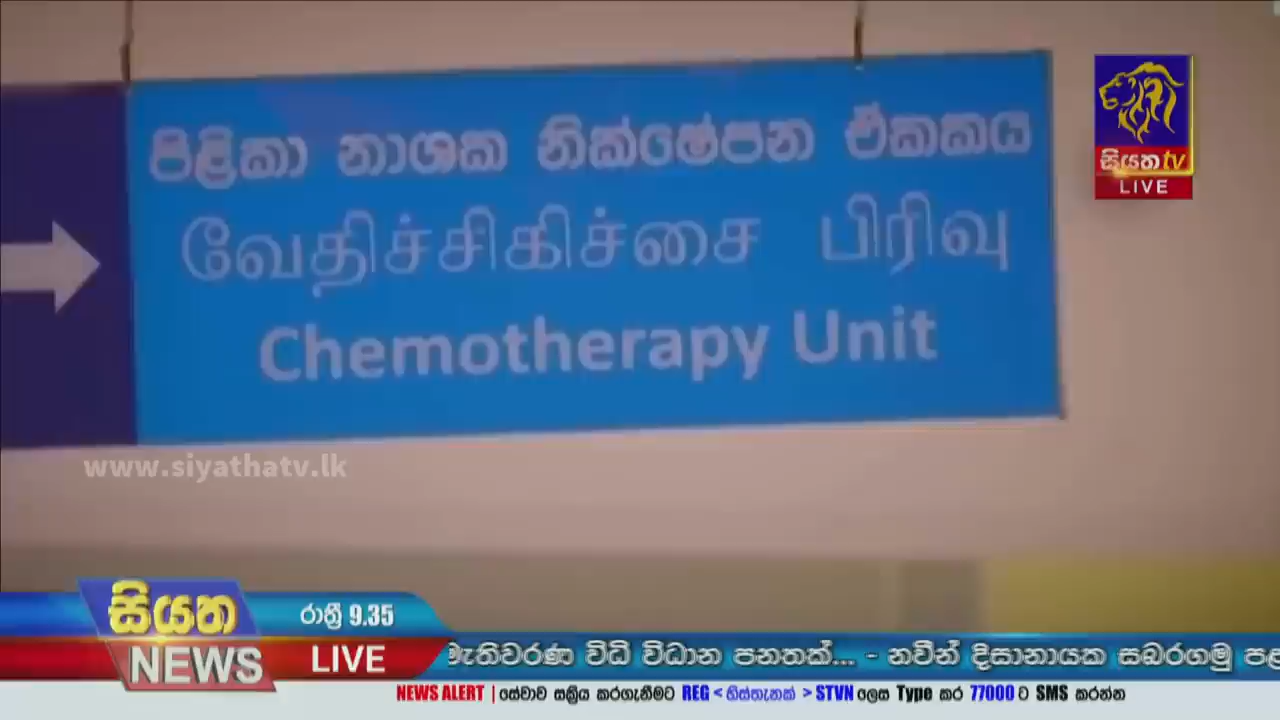 පිළිකා නාශක නික්ෂේපන ඒකකය
வேதிச்சிகிச்சை பிரிவு
Chemotherapy Unit
සියත tv
LIVE
www.siyathatv.lk
සියත
NEWS
රාත්‍රී 9.35
LIVE
මැතිවරණ විධි විධාන පනතක්... - නවීන් දිසානායක සබරගමු පළ
NEWS ALERT | සේවාව සක්‍රීය කරගැනීමට REG < හිස්තැනක් > STVN ලෙස Type කර 77000 ට SMS කරන්න